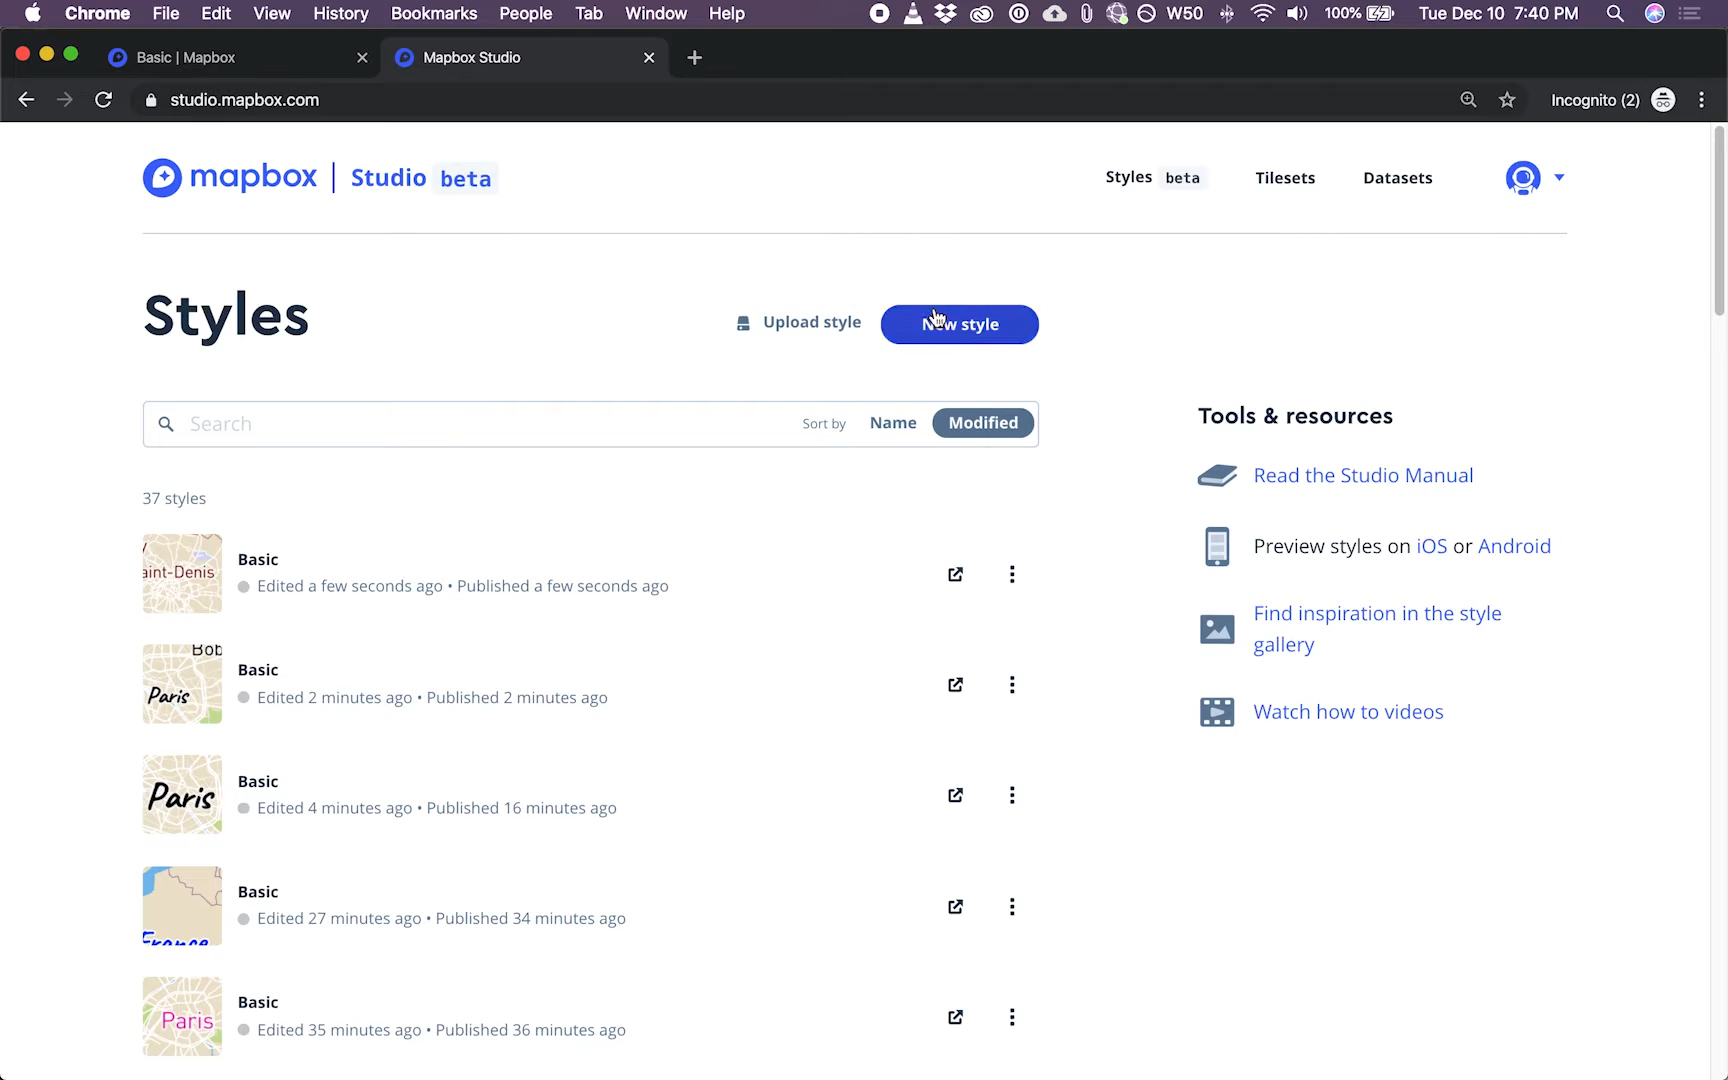 Chrome File Edit View History Bookmarks People Tab Window Help W50 100% Tue Dec 10 7:40 PM
Basic | Mapbox
Mapbox Studio
studio.mapbox.com
Incognito (2)
mapbox | Studio beta
Styles beta
Tilesets
Datasets
Styles
Upload style
New style
Search
Sort by Name Modified
37 styles
aint-Denis
Basic
Edited a few seconds ago • Published a few seconds ago
Bob
Paris
Basic
Edited 2 minutes ago • Published 2 minutes ago
Paris
Basic
Edited 4 minutes ago • Published 16 minutes ago
France
Basic
Edited 27 minutes ago • Published 34 minutes ago
Paris
Basic
Edited 35 minutes ago • Published 36 minutes ago
Tools & resources
Read the Studio Manual
Preview styles on iOS or Android
Find inspiration in the style
gallery
Watch how to videos